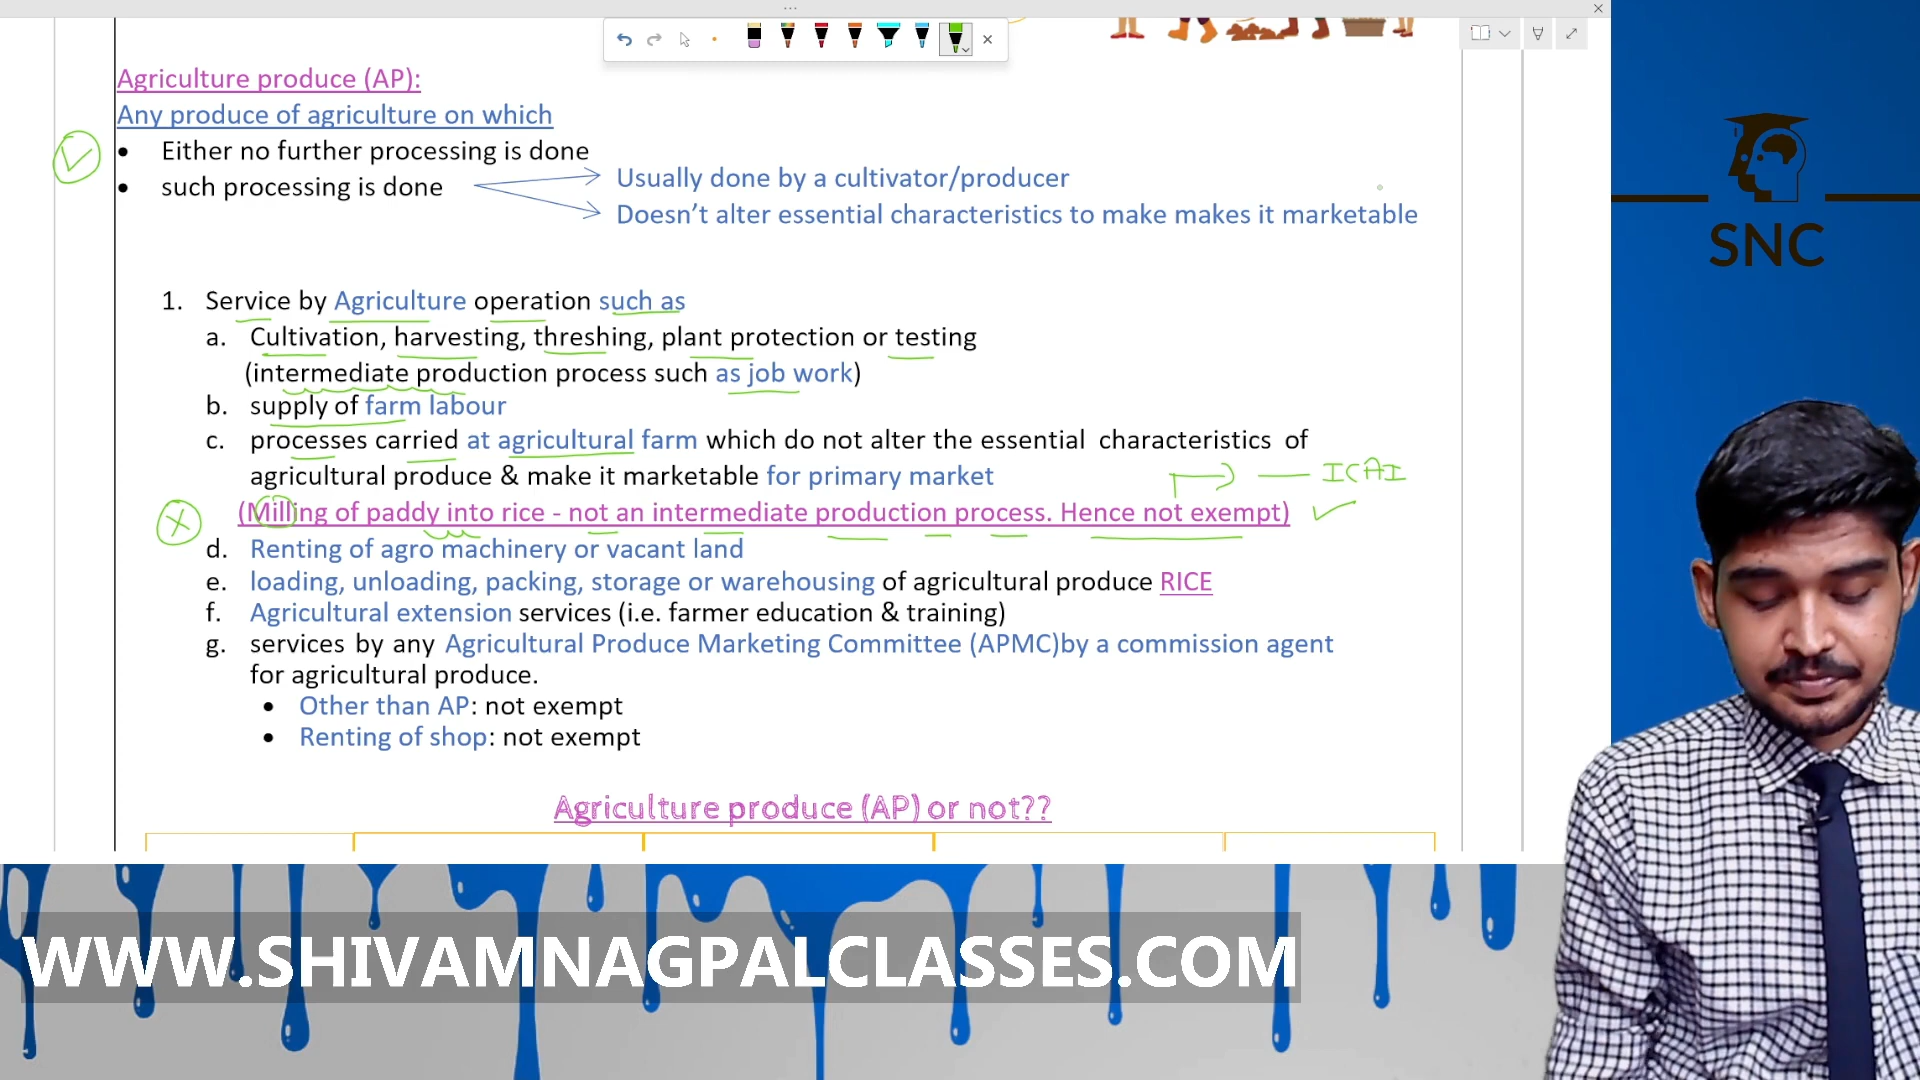 Agriculture produce (AP):
Any produce of agriculture on which
• Either no further processing is done
• such processing is done
Usually done by a cultivator/producer
Doesn't alter essential characteristics to make makes it marketable
SNC
1. Service by Agriculture operation such as
a. Cultivation, harvesting, threshing, plant protection or testing
(intermediate production process such as job work)
b. supply of farm labour
c. processes carried at agricultural farm which do not alter the essential characteristics of
agricultural produce & make it marketable for primary market
ICAI
(Milling of paddy into rice - not an intermediate production process. Hence not exempt)
d. Renting of agro machinery or vacant land
e. loading, unloading, packing, storage or warehousing of agricultural produce RICE
f. Agricultural extension services (i.e. farmer education & training)
g. services by any Agricultural Produce Marketing Committee (APMC)by a commission agent
for agricultural produce.
• Other than AP: not exempt
• Renting of shop: not exempt
Agriculture produce (AP) or not??
WWW.SHIVAMNAGPALCLASSES.COM